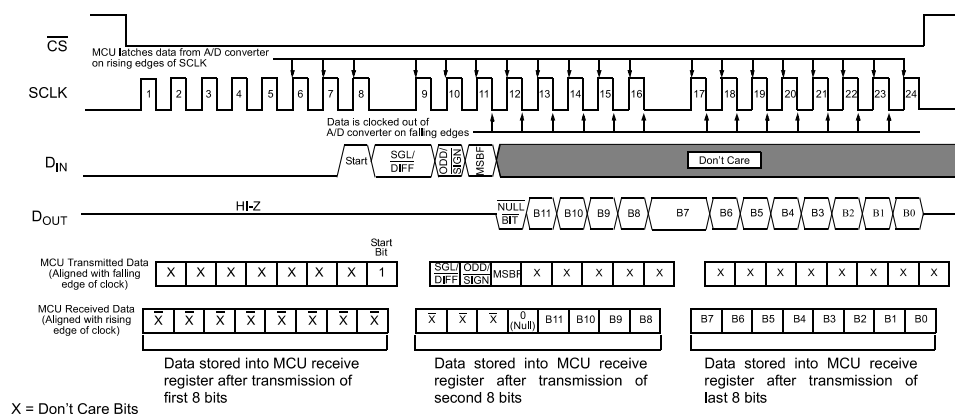 CS
MCU latches data from A/D converter
on rising edges of SCLK
SCLK
1 2 3 4 5 6 7 8 9 10 11 12 13 14 15 16 17 18 19 20 21 22 23 24
Data is clocked out of
A/D converter on falling edges
DIN
Start
SGL/
DIFF
ODD/
SIGN
MSBF
Don't Care
HI-Z
DOUT
NULL
BIT
B11 B10 B9 B8 B7 B6 B5 B4 B3 B2 B1 B0
Start
Bit
MCU Transmitted Data
(Aligned with falling
edge of clock)
X X X X X X X 1
SGL/
DIFF
ODD/
SIGN
MSBF X X X X X
X X X X X X X X
MCU Received Data
(Aligned with rising
edge of clock)
X X X X X X X X
X X X 0
(Null)
B11 B10 B9 B8
B7 B6 B5 B4 B3 B2 B1 B0
Data stored into MCU receive
register after transmission of
first 8 bits
Data stored into MCU receive
register after transmission of
second 8 bits
Data stored into MCU receive
register after transmission of
last 8 bits
X = Don't Care Bits